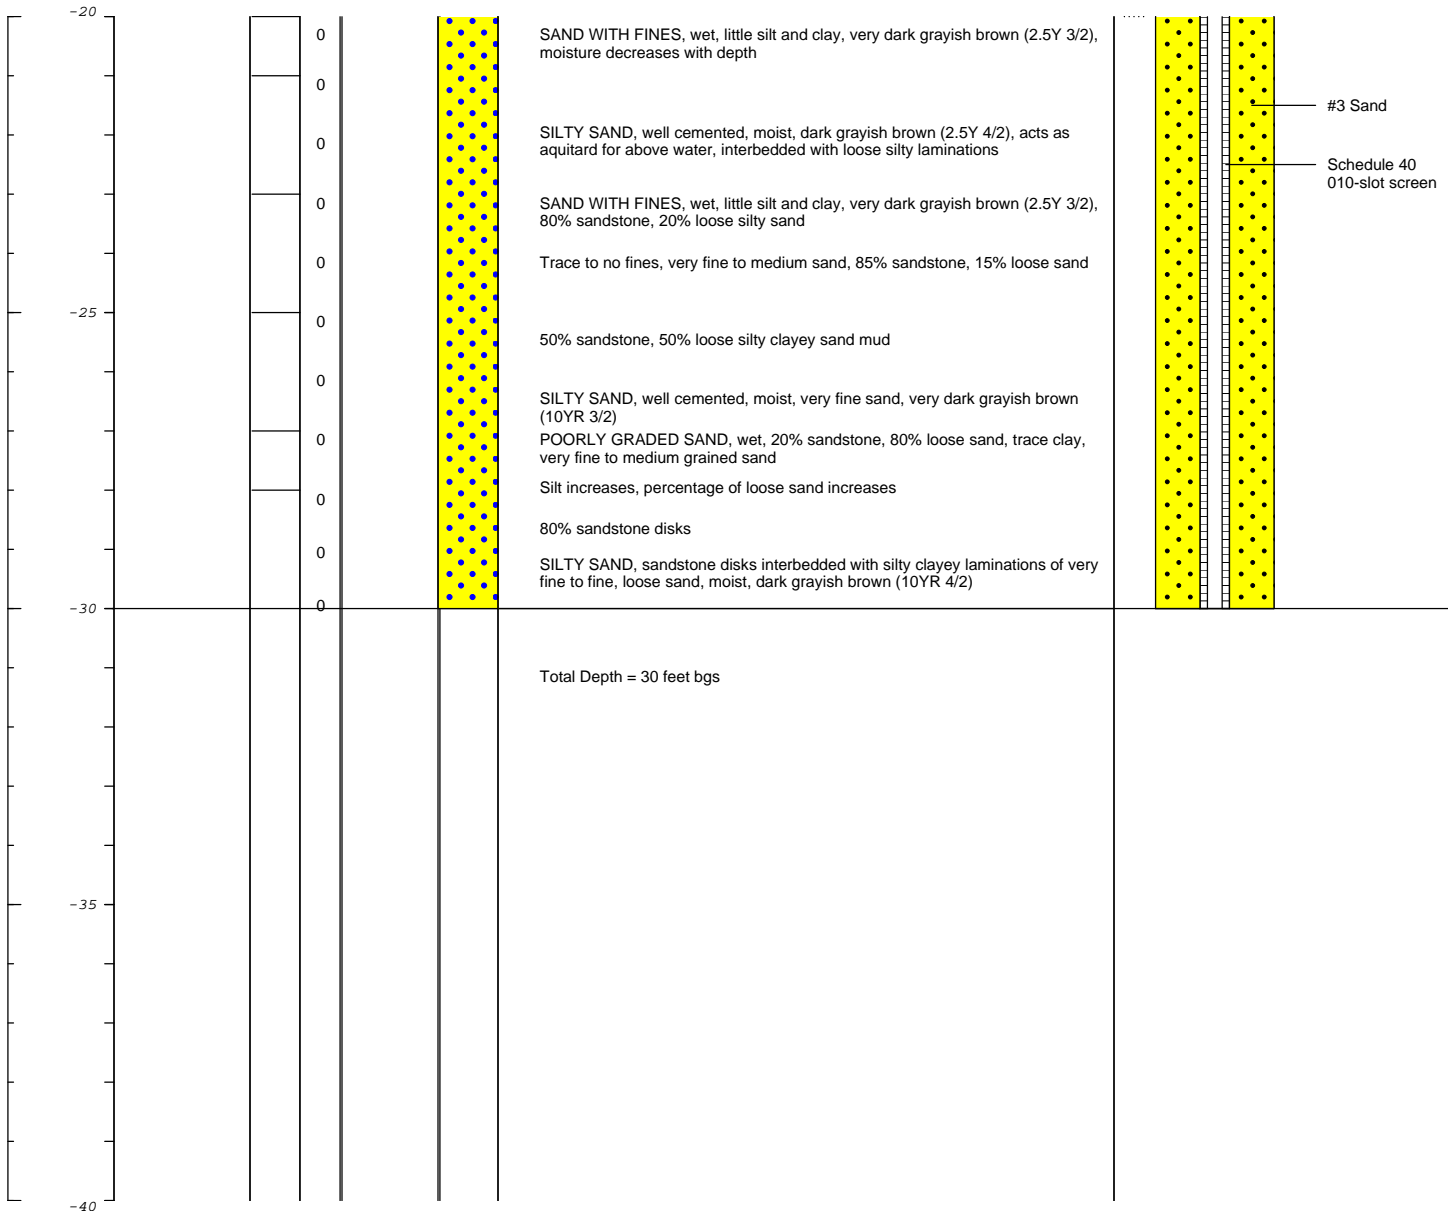 -20
0
SAND WITH FINES, wet, little silt and clay, very dark grayish brown (2.5Y 3/2),
moisture decreases with depth
0
#3 Sand
SILTY SAND, well cemented, moist, dark grayish brown (2.5Y 4/2), acts as
aquitard for above water, interbedded with loose silty laminations
0
Schedule 40
010-slot screen
SAND WITH FINES, wet, little silt and clay, very dark grayish brown (2.5Y 3/2),
80% sandstone, 20% loose silty sand
0
Trace to no fines, very fine to medium sand, 85% sandstone, 15% loose sand
0
-25
0
50% sandstone, 50% loose silty clayey sand mud
0
SILTY SAND, well cemented, moist, very fine sand, very dark grayish brown
(10YR 3/2)
0
POORLY GRADED SAND, wet, 20% sandstone, 80% loose sand, trace clay,
very fine to medium grained sand
Silt increases, percentage of loose sand increases
0
80% sandstone disks
0
SILTY SAND, sandstone disks interbedded with silty clayey laminations of very
fine to fine, loose sand, moist, dark grayish brown (10YR 4/2)
0
-30
Total Depth = 30 feet bgs
-35
-40